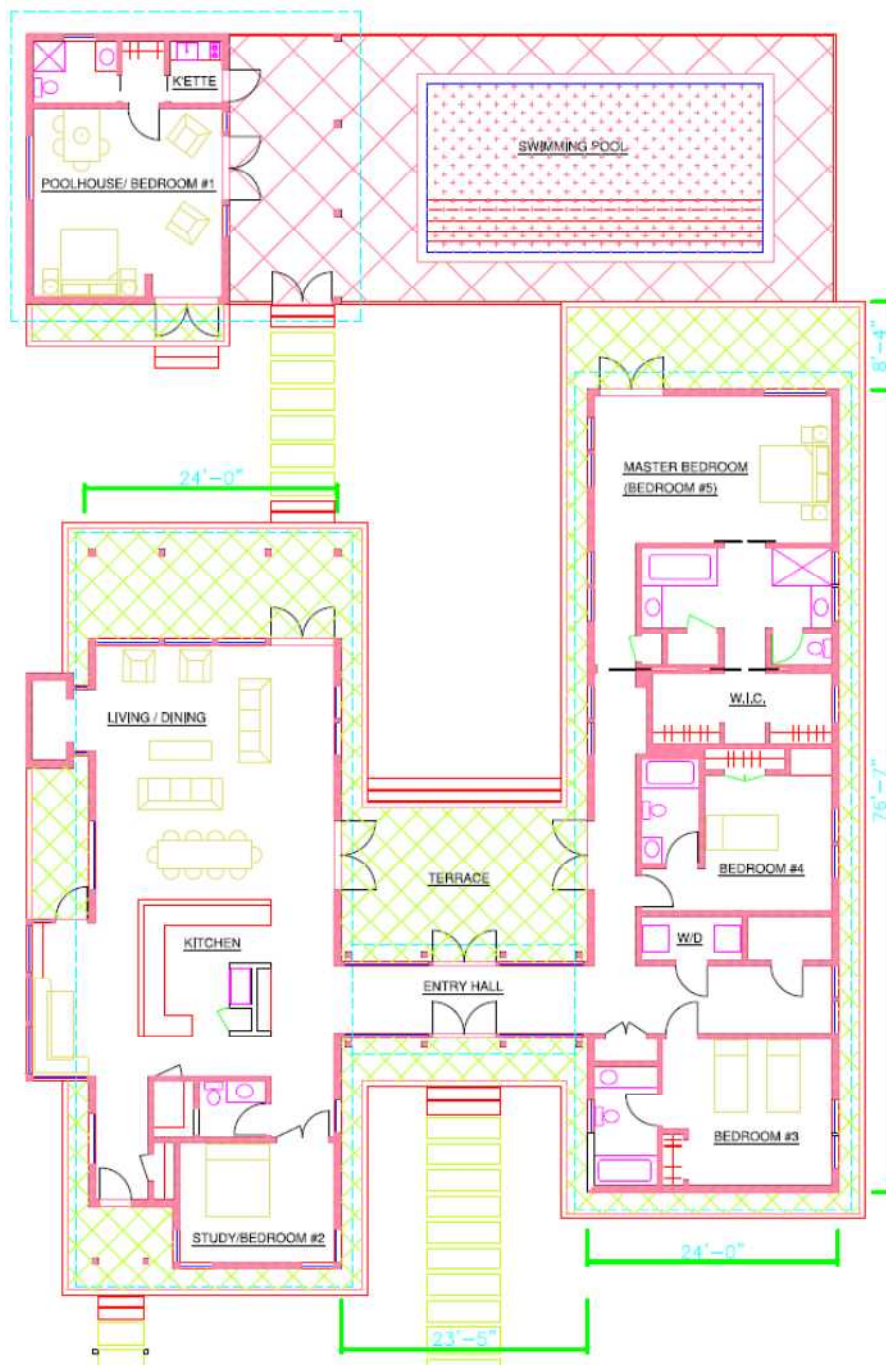 K'ETTE
SWIMMING POOL
POOLHOUSE/ BEDROOM #1
8'-4"
24'-0"
MASTER BEDROOM
(BEDROOM #5)
W.I.C.
LIVING / DINING
76'-7"
BEDROOM #4
TERRACE
KITCHEN
W/D
ENTRY HALL
BEDROOM #3
STUDY/BEDROOM #2
24'-0"
23'-5"